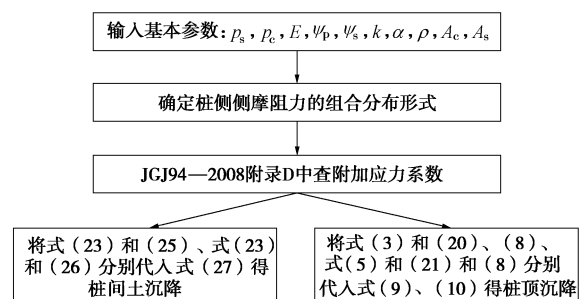 输入基本参数: pₛ, p_c, E, ψₚ, ψₛ, k, α, ρ, A_c, Aₛ
确定桩侧侧摩阻力的组合分布形式
JGJ94—2008附录D中查附加应力系数
将式（23）和（25）、式（23）
和（26）分别代入式（27）得
桩间土沉降
将式（3）和（20）、（8）、
式（5）和（21）和（8）分别
代入式（9）、（10）得桩顶沉降